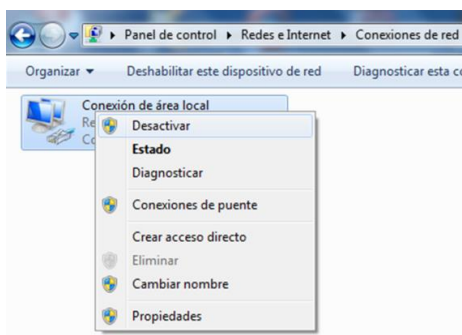 Panel de control Redes e Internet Conexiones de red
Organizar Deshabilitar este dispositivo de red Diagnosticar esta co
Conexión de área local
Re
Co
Desactivar
Estado
Diagnosticar
Conexiones de puente
Crear acceso directo
Eliminar
Cambiar nombre
Propiedades